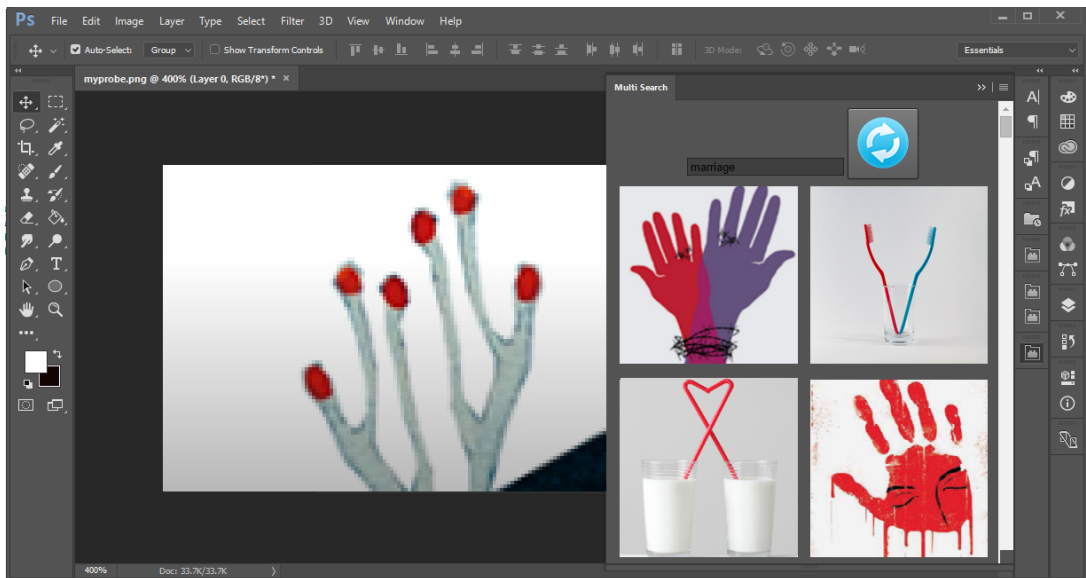 Ps File Edit Image Layer Type Select Filter 3D View Window Help
Auto-Select: Group Show Transform Controls 3D Mode: Essentials
myprobe.png @ 400% (Layer 0, RGB/8*) * ×
Multi Search
marriage
400% Doc: 33.7K/33.7K